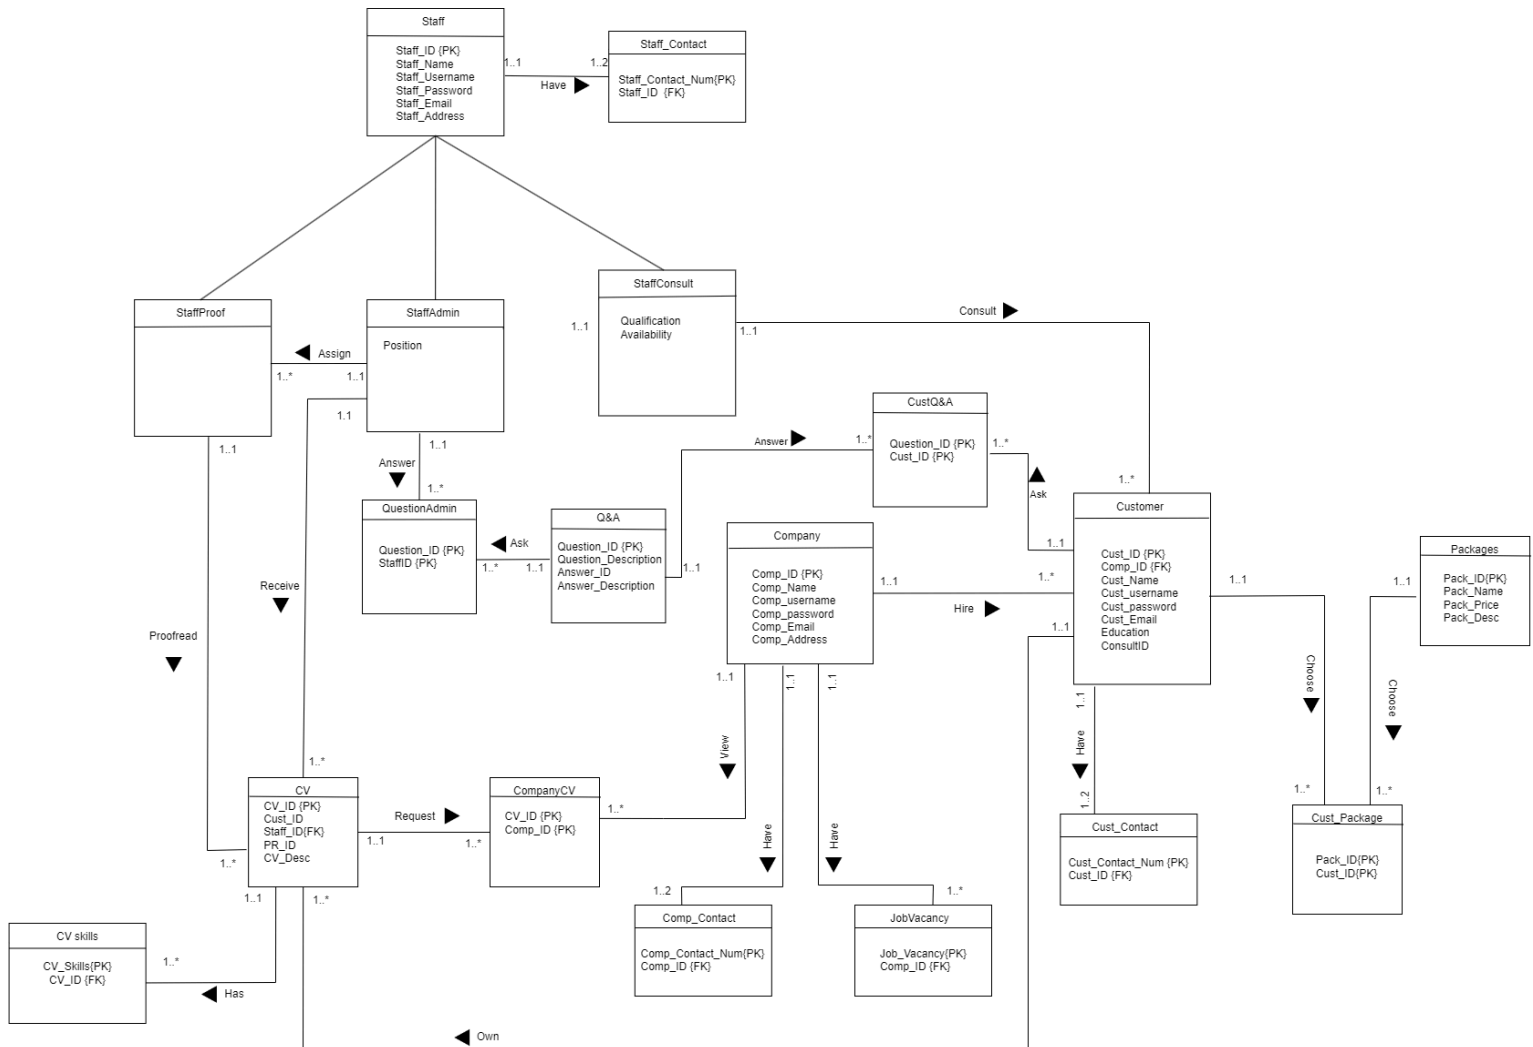 Staff
Staff_ID {PK}
Staff_Name
Staff_Username
Staff_Password
Staff_Email
Staff_Address
1..1
1..2
Have
Staff_Contact
Staff_Contact_Num{PK}
Staff_ID {FK}
StaffProof
StaffAdmin
Position
Assign
1..*
1..1
1.1
1..1
1..1
StaffConsult
Qualification
Availability
1..1
1..1
Consult
CustQ&A
Question_ID {PK}
Cust_ID {PK}
Answer
1..*
1..*
Ask
1..1
1..*
Answer
1..*
QuestionAdmin
Question_ID {PK}
StaffID {PK}
Ask
1..*
1..1
Q&A
Question_ID {PK}
Question_Description
Answer_ID
Answer_Description
1..1
Company
Comp_ID {PK}
Comp_Name
Comp_username
Comp_password
Comp_Email
Comp_Address
1..1
Hire
1..*
1..1
Customer
Cust_ID {PK}
Comp_ID {FK}
Cust_Name
Cust_username
Cust_password
Cust_Email
Education
ConsultID
1..1
1..1
Packages
Pack_ID{PK}
Pack_Name
Pack_Price
Pack_Desc
Receive
Proofread
1..1
1..1
1..1
View
Have
Have
1..1
Have
1..2
Choose
Choose
1..*
1..*
1..*
CV
CV_ID {PK}
Cust_ID
Staff_ID{FK}
PR_ID
CV_Desc
1..*
1..1
1..*
Request
1..1
1..*
CompanyCV
CV_ID {PK}
Comp_ID {PK}
1..*
Cust_Contact
Cust_Contact_Num {PK}
Cust_ID {FK}
Cust_Package
Pack_ID{PK}
Cust_ID{PK}
1..2
Comp_Contact
Comp_Contact_Num{PK}
Comp_ID {FK}
1..*
JobVacancy
Job_Vacancy{PK}
Comp_ID {FK}
CV skills
CV_Skills{PK}
CV_ID {FK}
1..*
Has
Own